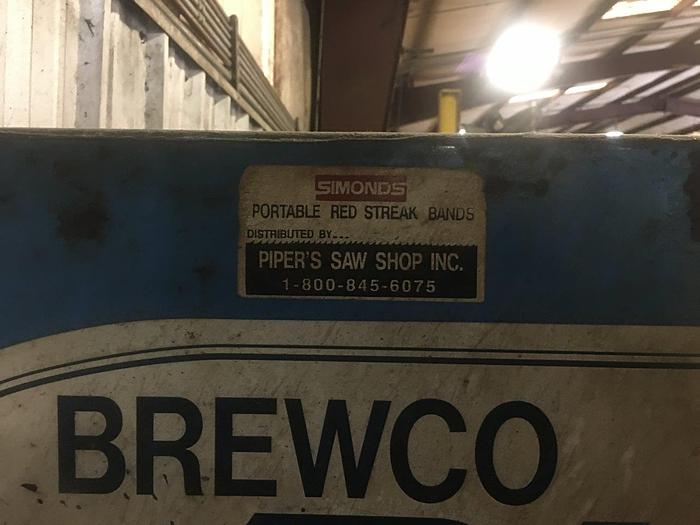 SIMONDS
PORTABLE RED STREAK BANDS
DISTRIBUTED BY...
PIPER'S SAW SHOP INC.
1-800-845-6075
BREWCO